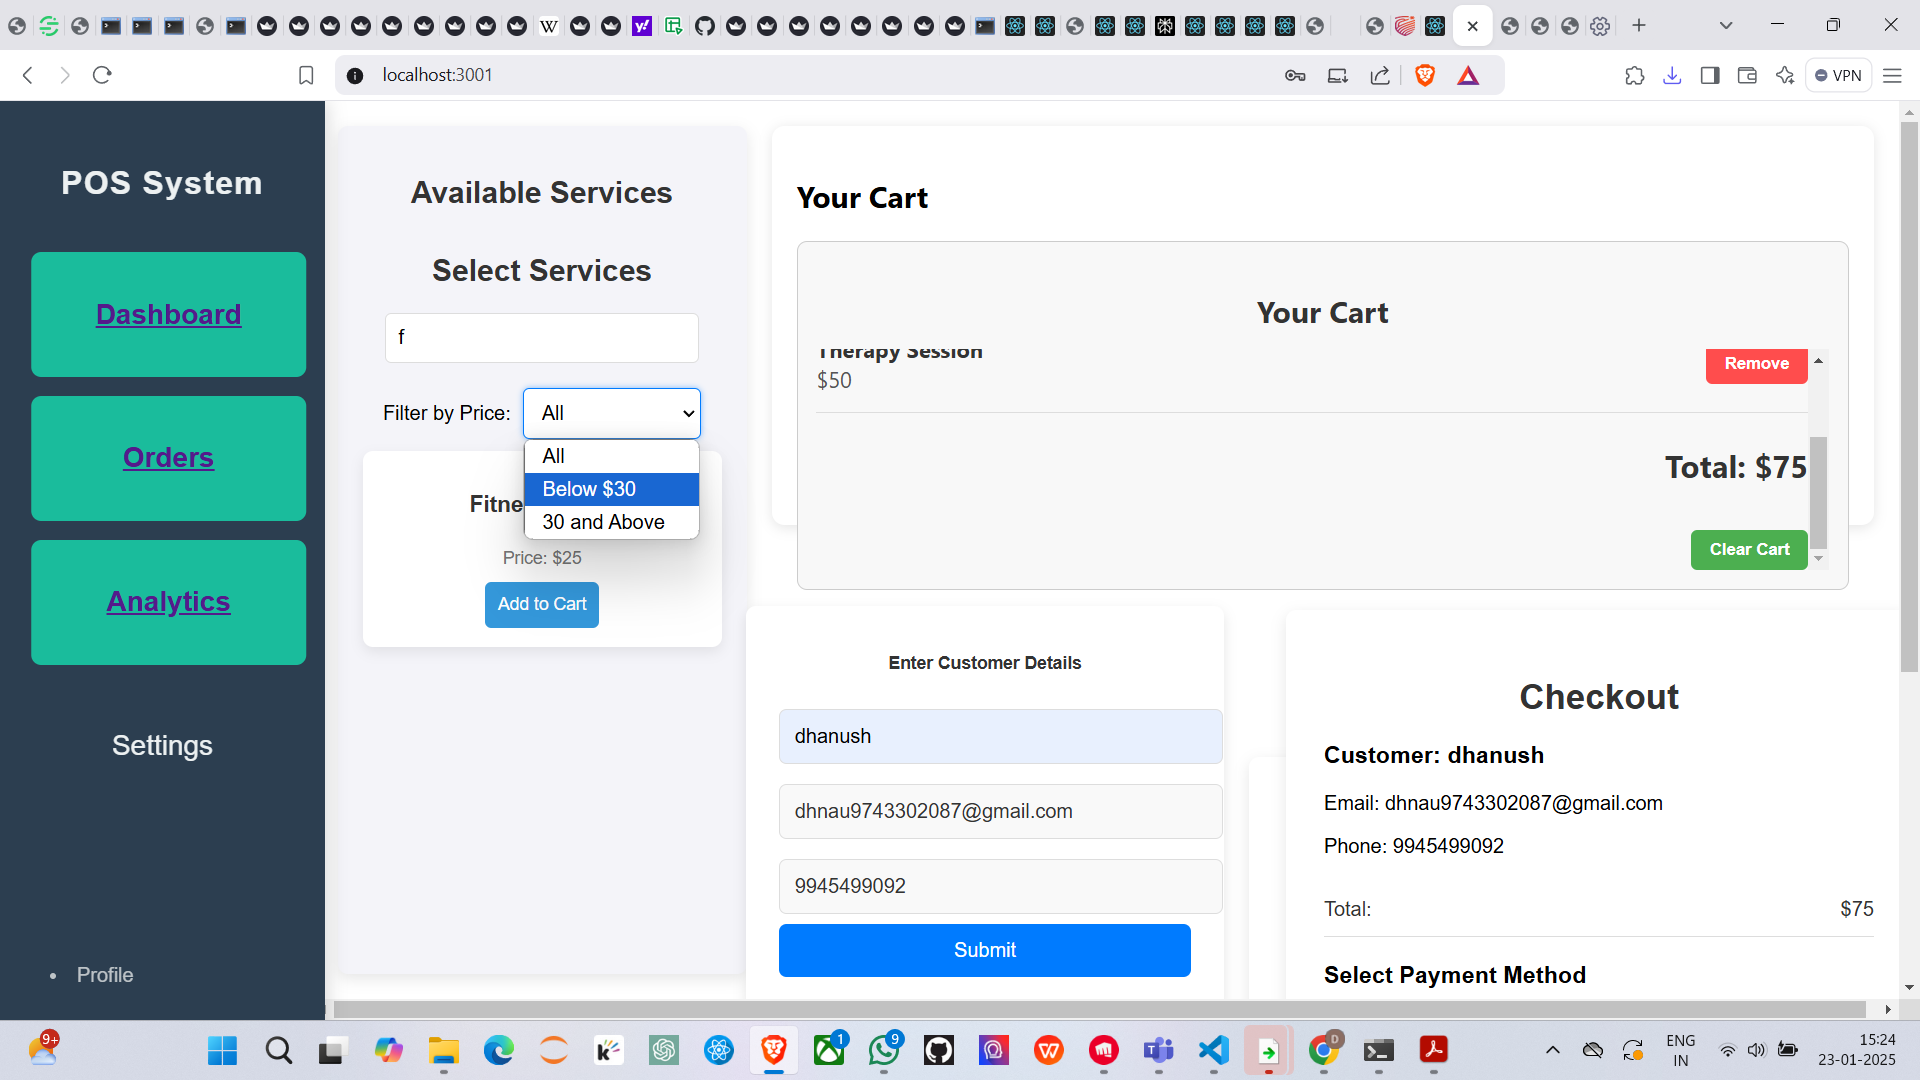 localhost:3001
VPN
POS System
Dashboard
Orders
Analytics
Settings
Profile
Available Services
Select Services
f
Filter by Price:
All
All
Below $30
30 and Above
Fitne
Price: $25
Add to Cart
Your Cart
Your Cart
Therapy Session
$50
Remove
Total: $75
Clear Cart
Enter Customer Details
dhanush
dhnau9743302087@gmail.com
9945499092
Submit
Checkout
Customer: dhanush
Email: dhnau9743302087@gmail.com
Phone: 9945499092
Total: $75
Select Payment Method
9+
1
9
D
ENG
IN
15:24
23-01-2025